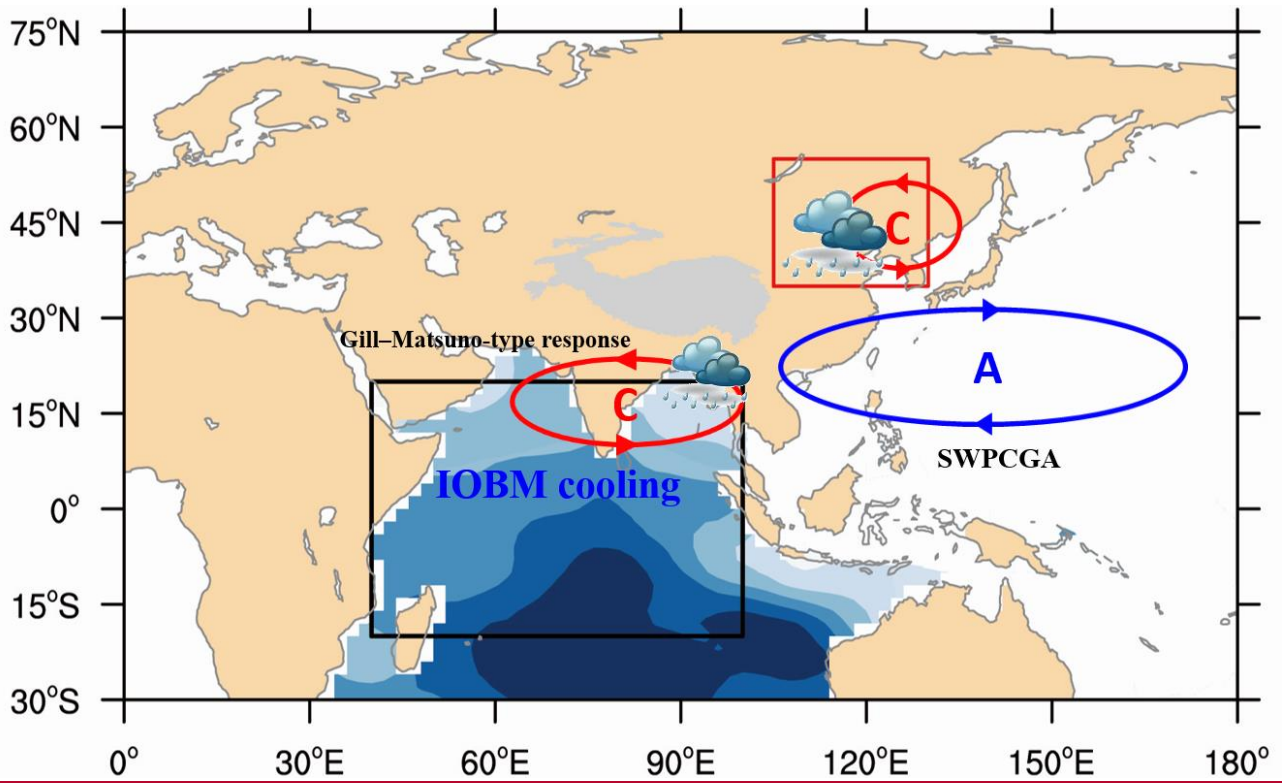 75°N
60°N
45°N
30°N
15°N
0°
15°S
30°S
C
Gill–Matsuno-type response
A
C
SWPCGA
IOBM cooling
0° 30°E 60°E 90°E 120°E 150°E 180°